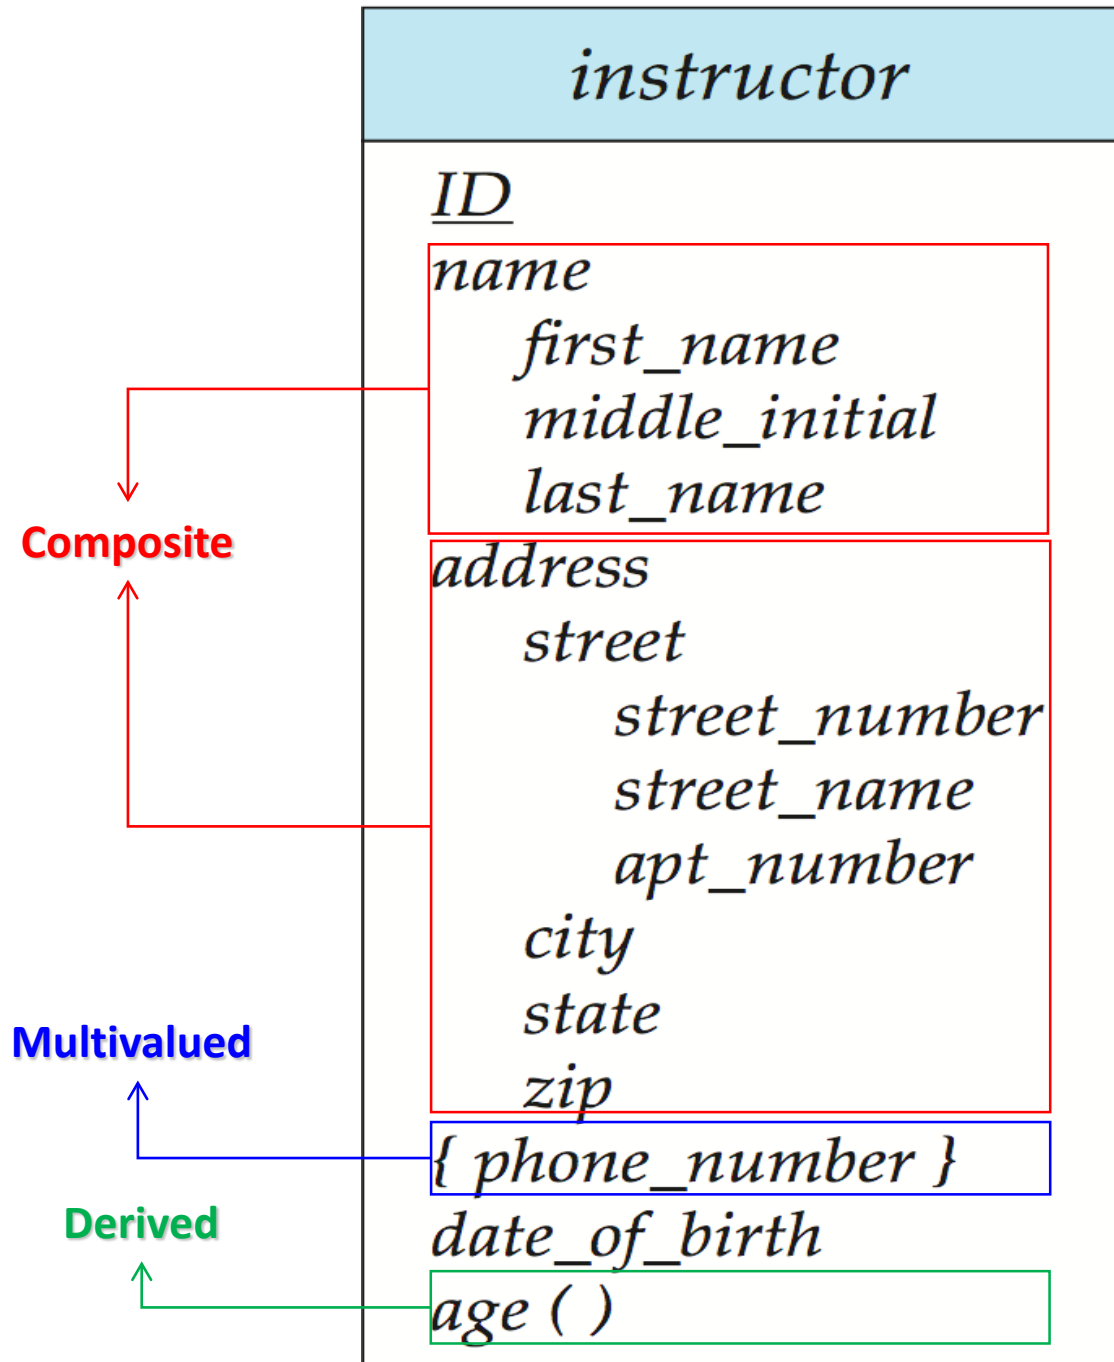 instructor
ID
name
first_name
middle_initial
last_name
Composite
address
street
street_number
street_name
apt_number
city
state
zip
Multivalued
{ phone_number }
Derived
date_of_birth
age ( )